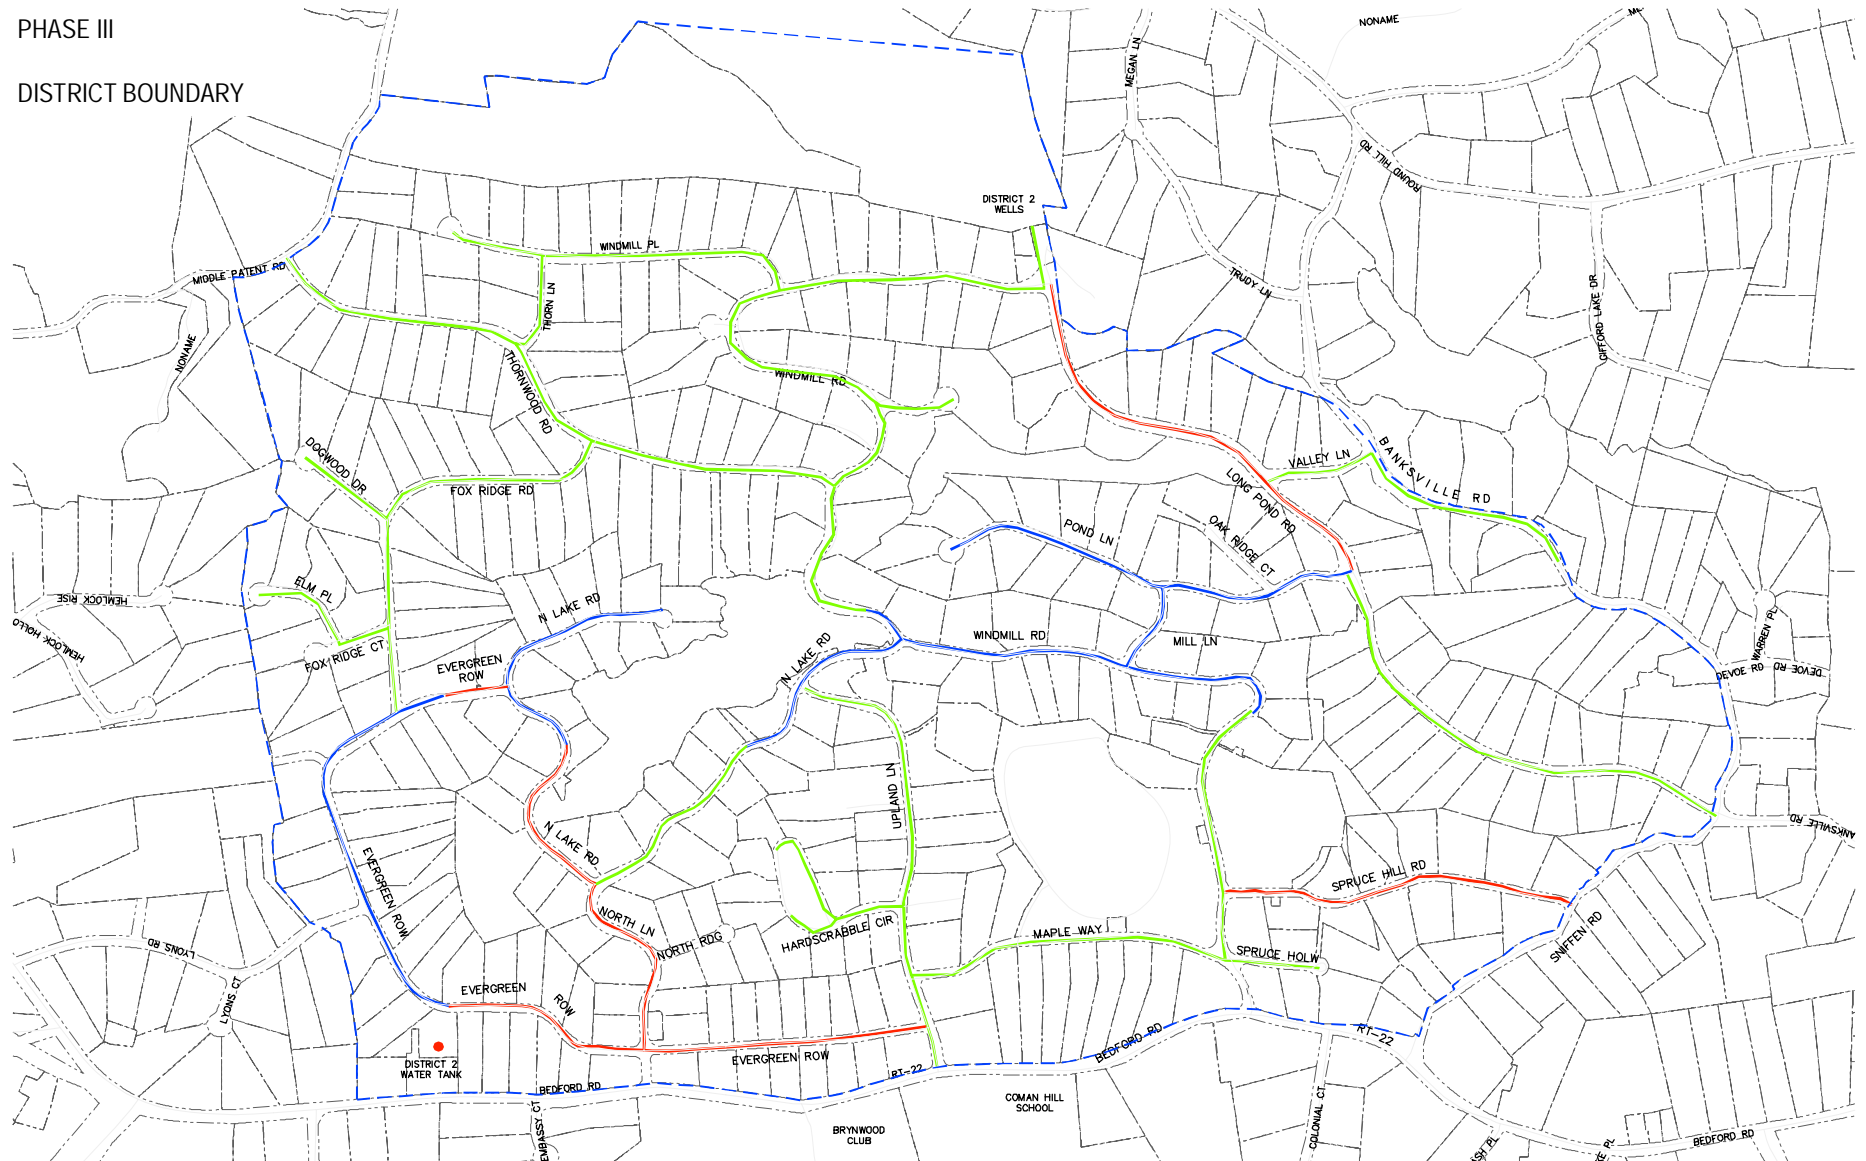 PHASE III
NONAME
DISTRICT BOUNDARY
MEGAN LN
ROUND HILL RD
DISTRICT 2
WELLS
WINDMILL PL
MIDDLE PATENT RD
TRUDY LN
THORN LN
GIFFORD LAKE DR
NONAME
THORNWOOD RD
WINDMILL RD
DOGWOOD DR
VALLEY LN
BANKSVILLE RD
FOX RIDGE RD
LONG POND RD
POND LN
OAK RIDGE CT
ELM PL
HEMLOCK RISE
N LAKE RD
HEMLOCK HOLLO
WINDMILL RD
MILL LN
WARREN PL
N LAKE RD
FOX RIDGE CT
EVERGREEN
ROW
DEVOE RD
DEVOE RD
UPLAND LN
ANKSVILLE RD
N LAKE RD
EVERGREEN ROW
SPRUCE HILL RD
NORTH LN
HARDSCRABBLE CIR
MAPLE WAY
NORTH RDG
LYONS RD
SPRUCE HOLW
SNIFFEN RD
LYONS CT
EVERGREEN
ROW
RT-22
BEDFORD RD
EVERGREEN ROW
DISTRICT 2
WATER TANK
RT-22
BEDFORD RD
COMAN HILL
SCHOOL
EMBASSY CT
COLONIAL CT
BRYNWOOD
CLUB
BEDFORD RD
ASH PL
KE PL